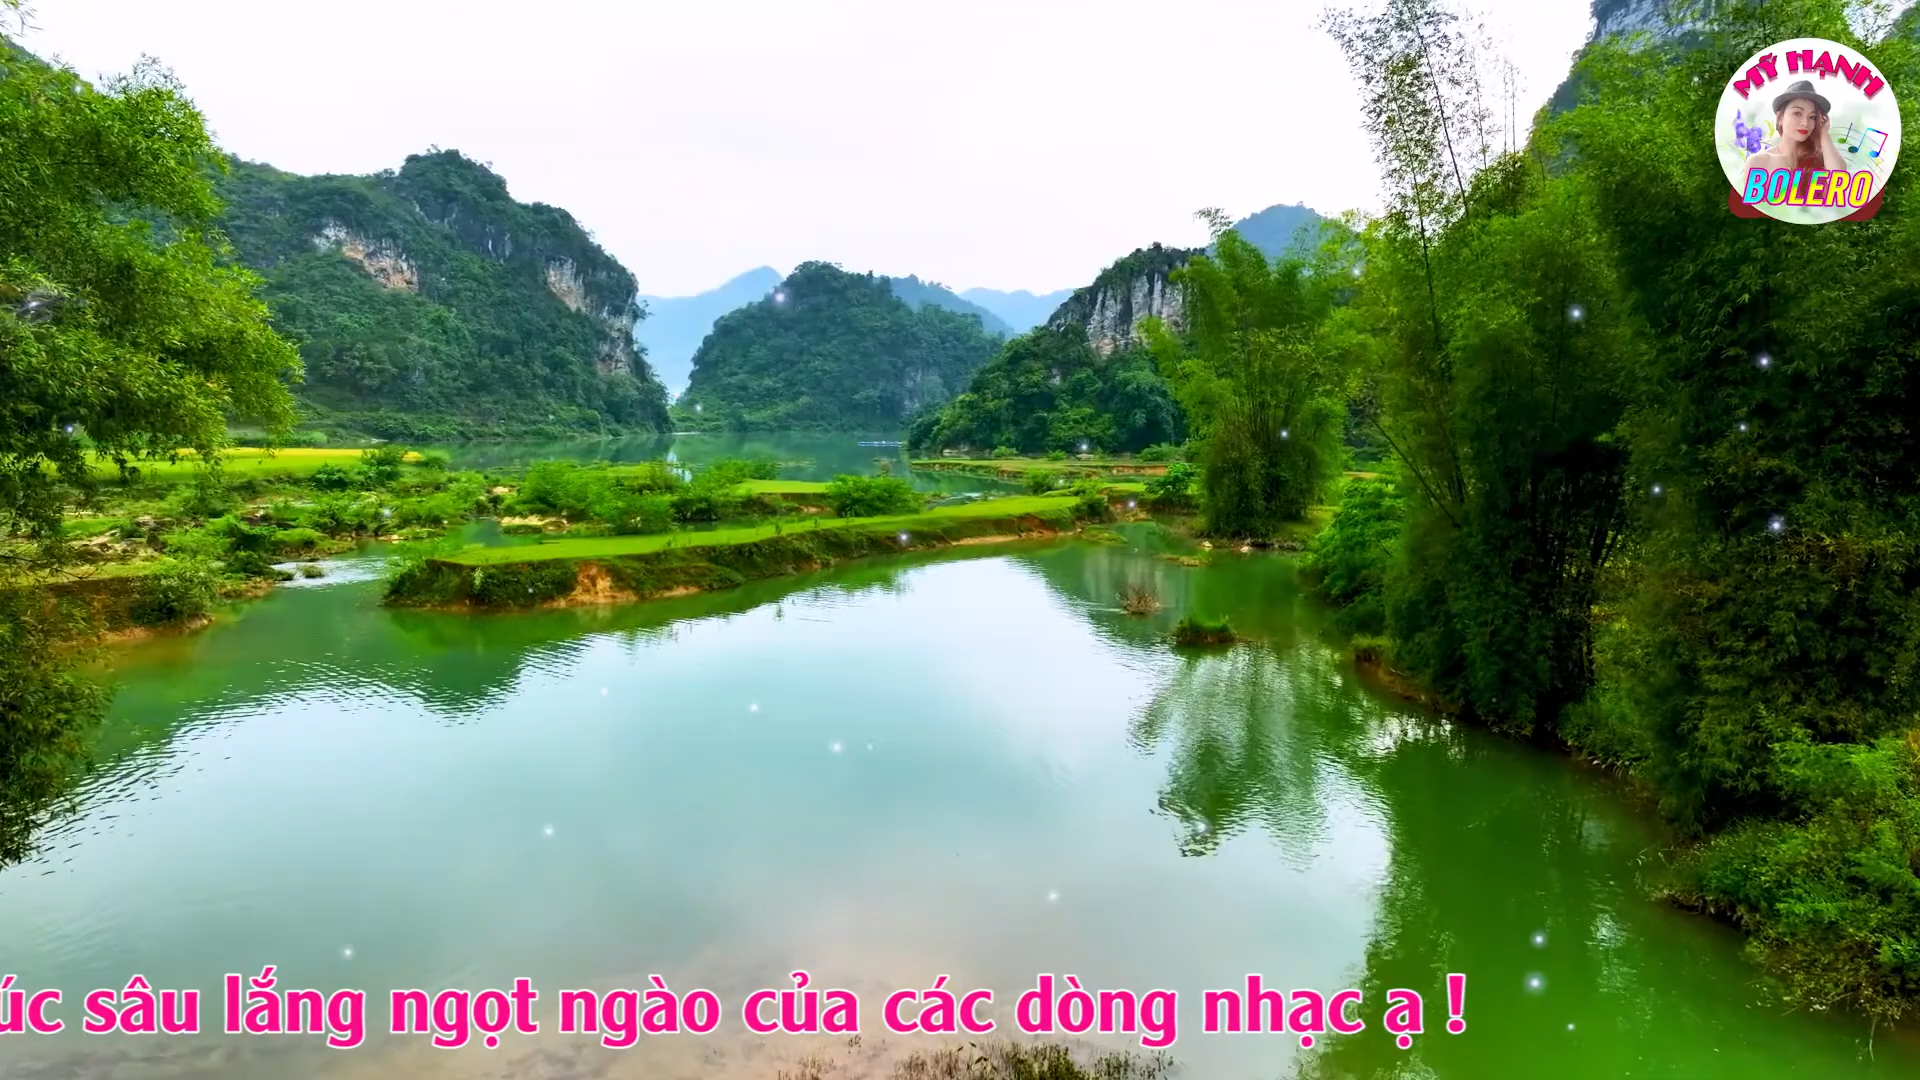 MỸ HẠNH
BOLERO
úc sâu lắng ngọt ngào của các dòng nhạc ạ !